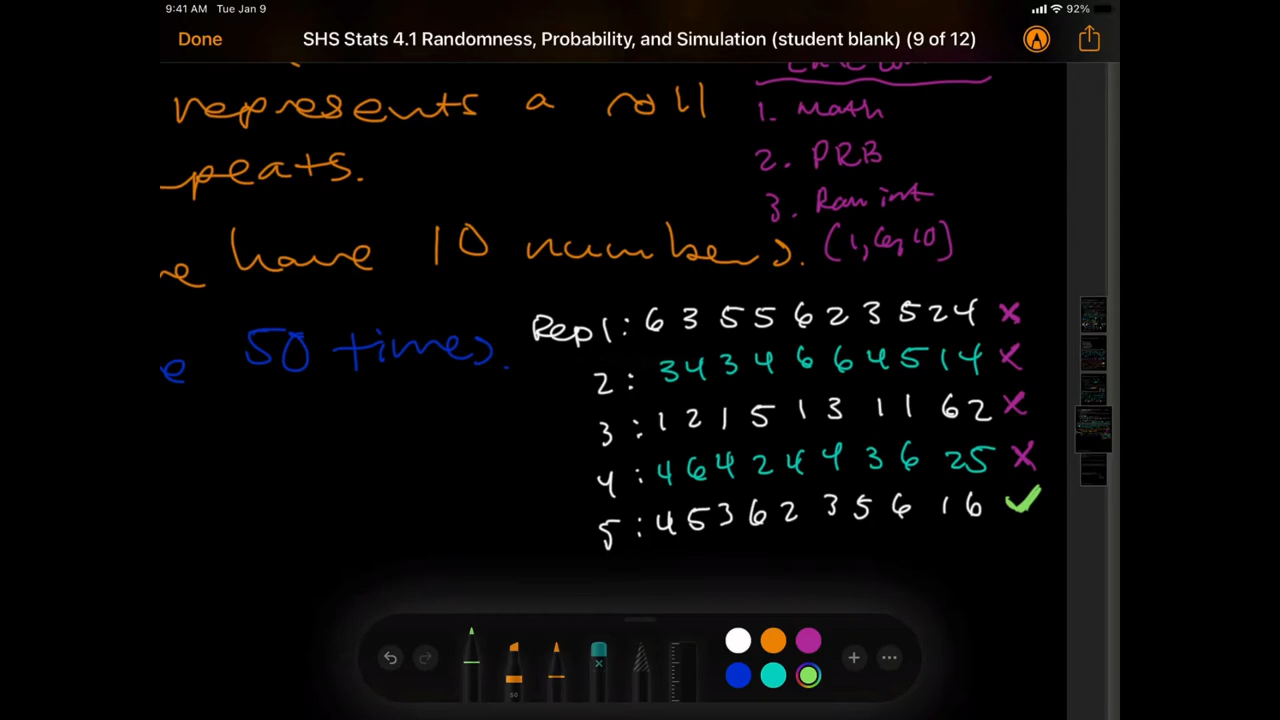 9:41 AM Tue Jan 9
92%
Done
SHS Stats 4.1 Randomness, Probability, and Simulation (student blank) (9 of 12)
represents a roll
peats.
e have 10 numbers.
e 50 times.
1. Math
2. PRB
3. Ran int
(1, 6, 10)
Rep 1: 6 3 5 5 6 2 3 5 2 4 ×
2: 3 4 3 4 6 6 4 5 1 4 ×
3: 1 2 1 5 1 3 1 1 6 2 ×
4: 4 6 4 2 4 4 3 6 2 5 ×
5: 4 5 3 6 2 3 5 6 1 6 ✓
50